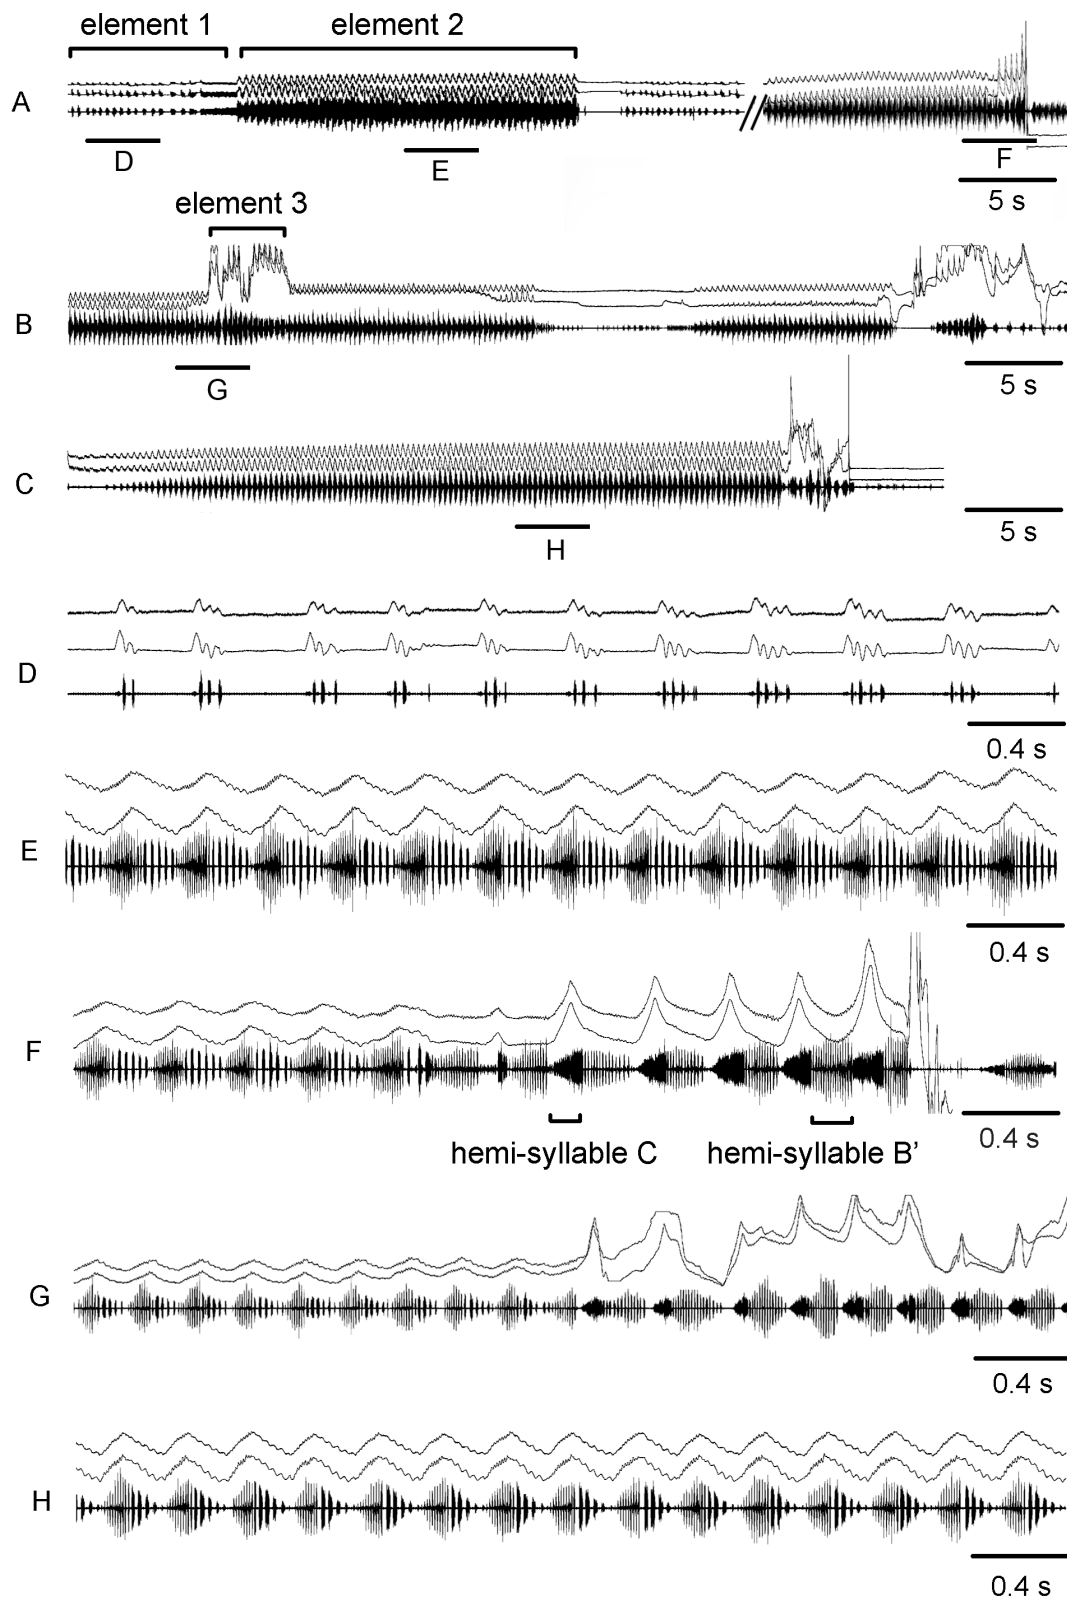 element 1 element 2
A
D E F
5 s
element 3
B
G
5 s
C
H
5 s
D
0.4 s
E
0.4 s
F
0.4 s
hemi-syllable C hemi-syllable B’
G
0.4 s
H
0.4 s